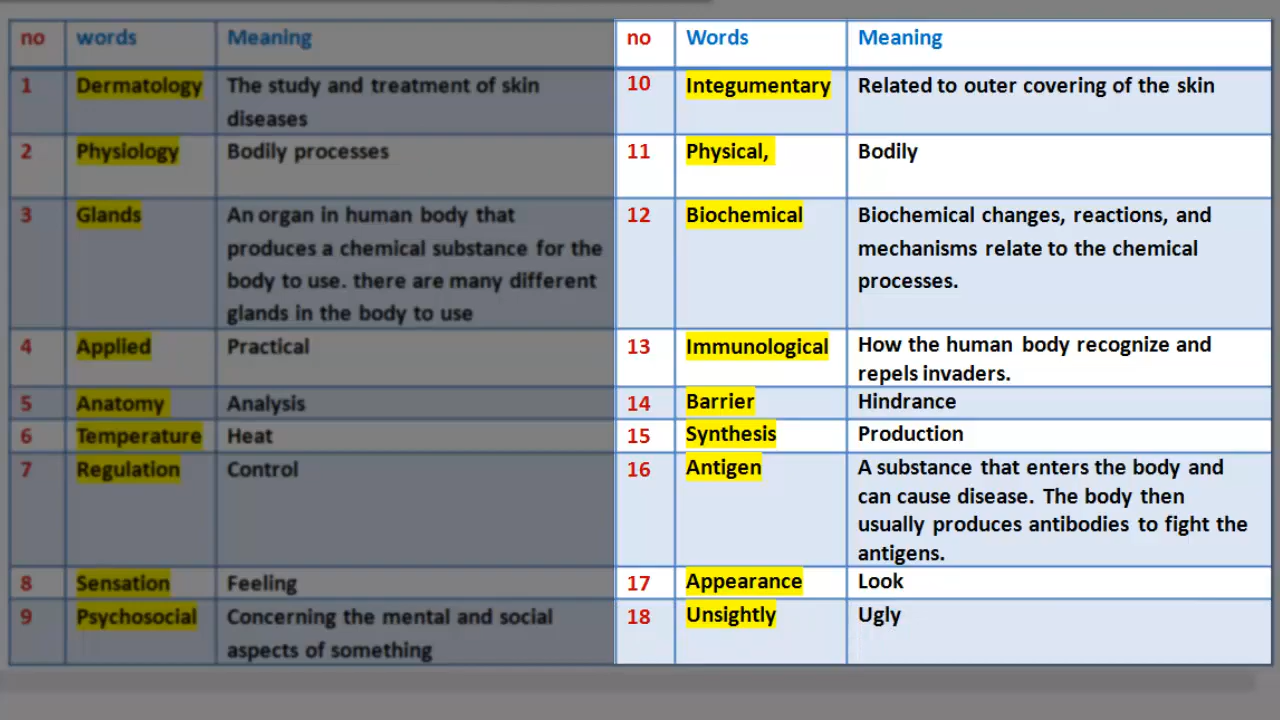 no words Meaning
1 Dermatology The study and treatment of skin
diseases
2 Physiology Bodily processes
3 Glands An organ in human body that
produces a chemical substance for the
body to use. there are many different
glands in the body to use
4 Applied Practical
5 Anatomy Analysis
6 Temperature Heat
7 Regulation Control
8 Sensation Feeling
9 Psychosocial Concerning the mental and social
aspects of something
no Words Meaning
10 Integumentary Related to outer covering of the skin
11 Physical, Bodily
12 Biochemical Biochemical changes, reactions, and
mechanisms relate to the chemical
processes.
13 Immunological How the human body recognize and
repels invaders.
14 Barrier Hindrance
15 Synthesis Production
16 Antigen A substance that enters the body and
can cause disease. The body then
usually produces antibodies to fight the
antigens.
17 Appearance Look
18 Unsightly Ugly